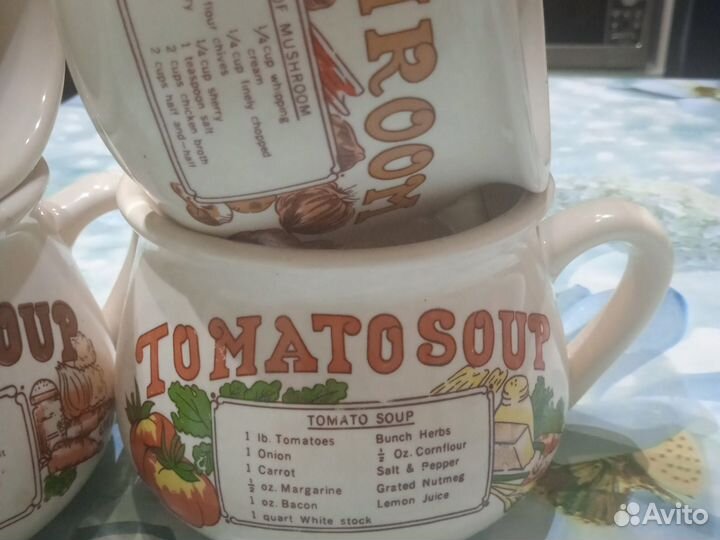 OF MUSHROOM
1/4 cup whipping
cream
1/4 cup finely chopped
flour chives
1/4 cup sherry
1 teaspoon salt
2 cups chicken broth
2 cups half and-half
ROOM
OUP
TOMATO SOUP
TOMATO SOUP
1 lb. Tomatoes
1 Onion
1 Carrot
1/2 oz. Margarine
1 oz. Bacon
1 quart White stock
Bunch Herbs
1/2 Oz. Cornflour
Salt & Pepper
Grated Nutmeg
Lemon Juice
Avito